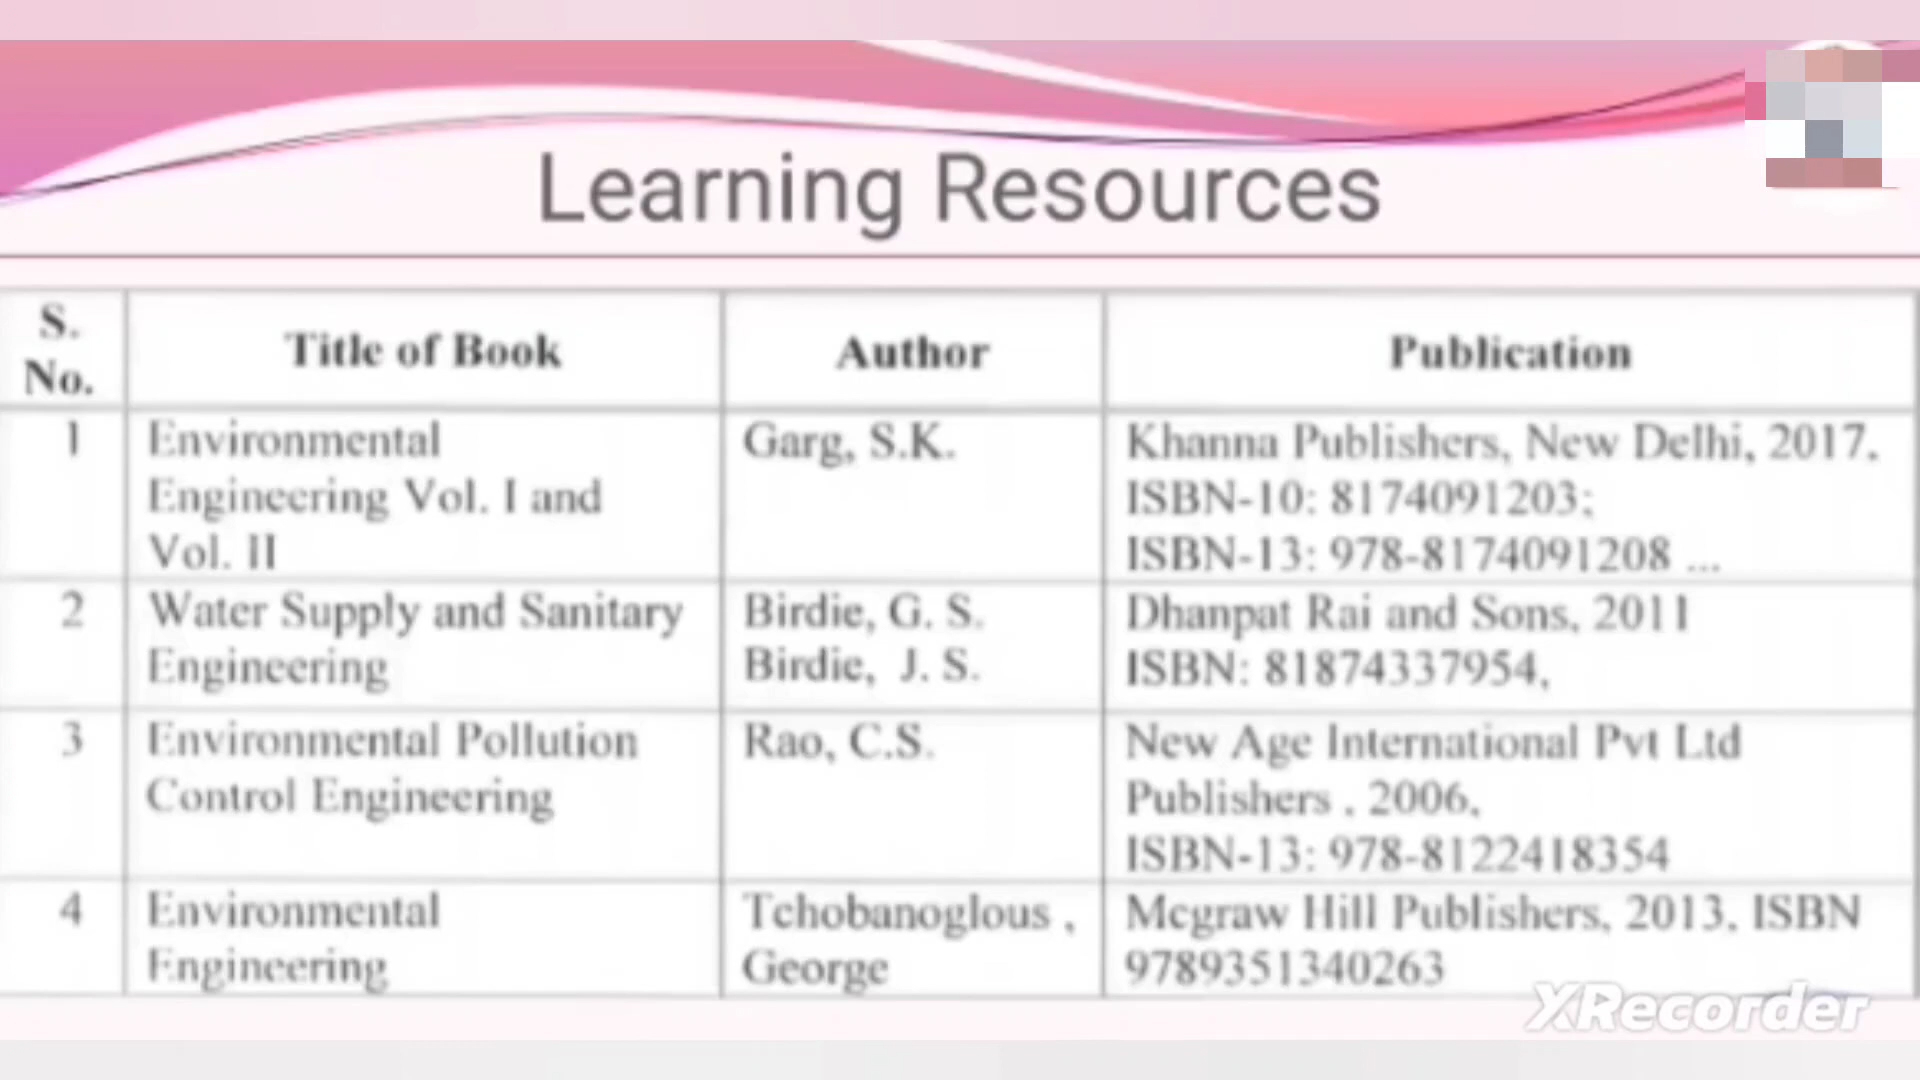 Learning Resources
S. No. Title of Book Author Publication
1 Environmental Garg, S.K. Khanna Publishers, New Delhi, 2017,
Engineering Vol. I and ISBN-10: 8174091203;
Vol. II ISBN-13: 978-8174091208 ...
2 Water Supply and Sanitary Birdie, G. S. Dhanpat Rai and Sons, 2011
Engineering Birdie, J. S. ISBN: 81874337954,
3 Environmental Pollution Rao, C.S. New Age International Pvt Ltd
Control Engineering Publishers , 2006,
ISBN-13: 978-8122418354
4 Environmental Tchobanoglous , Mcgraw Hill Publishers, 2013, ISBN
Engineering George 9789351340263
XRecorder